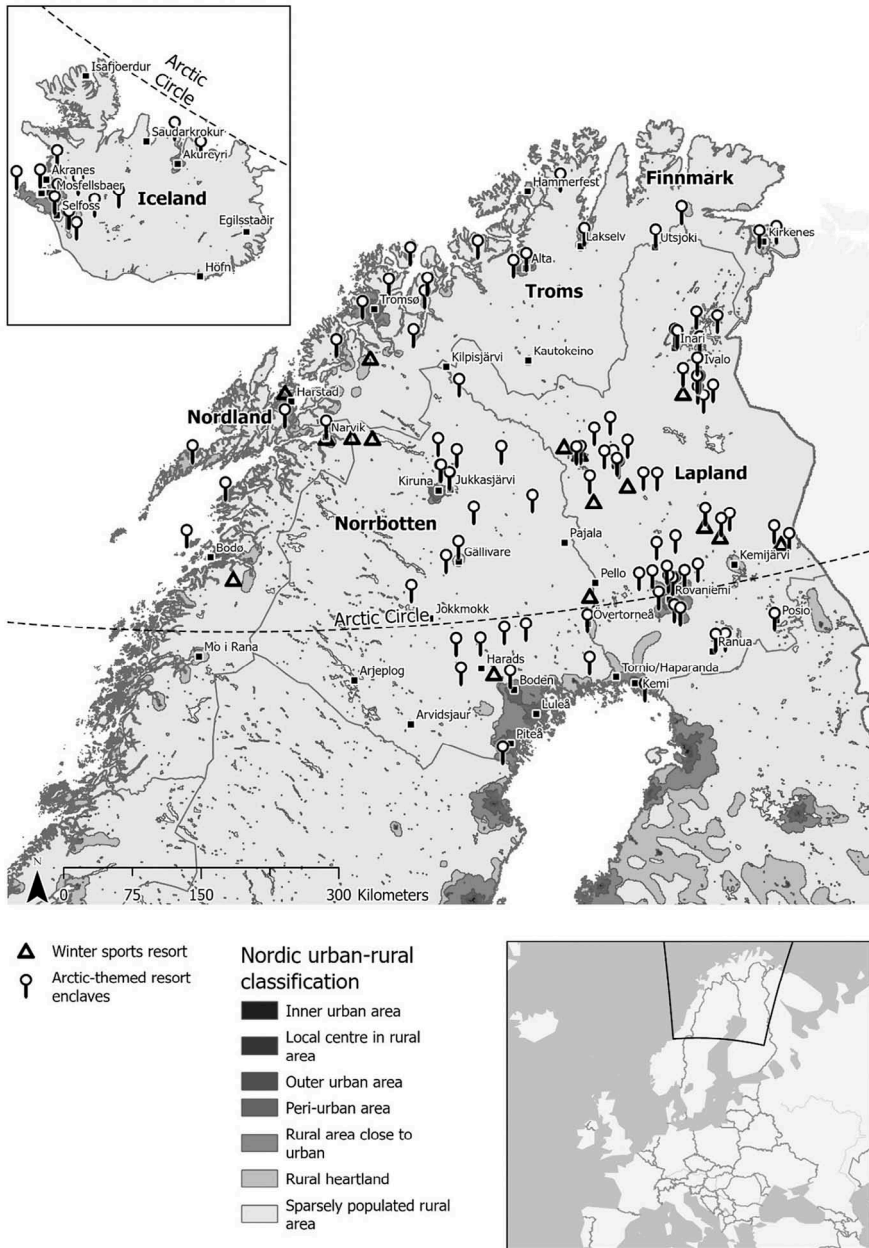 Isafjoerdur
Arctic
Circle
Saudarkrokur
Akureyri
Akranes
Mosfellsbaer
Iceland
Selfoss
Egilsstaðir
Höfn
Finnmark
Hammerfest
Lakselv
Utsjoki
Kirkenes
Alta
Troms
Tromsø
Inari
Kautokeino
Ivalo
Kilpisjärvi
Harstad
Nordland
Narvik
Lapland
Kiruna
Jukkasjärvi
Norrbotten
Pajala
Bodø
Gällivare
Kemijärvi
Pello
Rovaniemi
Jokkmokk
Arctic Circle
Övertorneå
Posio
Ranua
Mo i Rana
Harads
Tornio/Haparanda
Arjeplog
Boden
Kemi
Luleå
Arvidsjaur
Piteå
N
0 75 150 300 Kilometers
Winter sports resort
Arctic-themed resort
enclaves
Nordic urban-rural
classification
Inner urban area
Local centre in rural
area
Outer urban area
Peri-urban area
Rural area close to
urban
Rural heartland
Sparsely populated rural
area